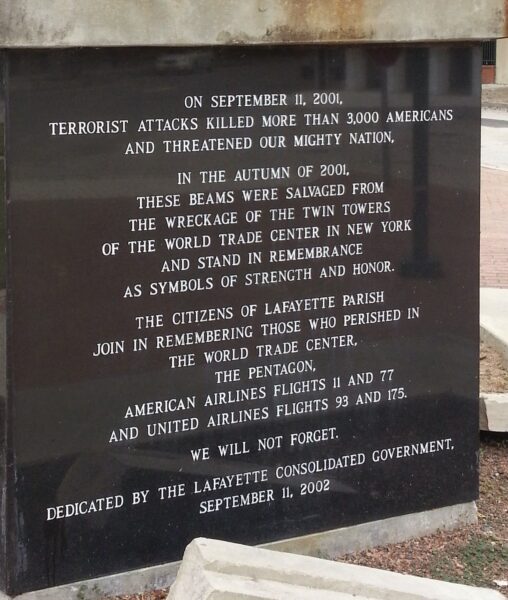 ON SEPTEMBER 11, 2001,
TERRORIST ATTACKS KILLED MORE THAN 3,000 AMERICANS
AND THREATENED OUR MIGHTY NATION,
IN THE AUTUMN OF 2001,
THESE BEAMS WERE SALVAGED FROM
THE WRECKAGE OF THE TWIN TOWERS
OF THE WORLD TRADE CENTER IN NEW YORK
AND STAND IN REMEMBRANCE
AS SYMBOLS OF STRENGTH AND HONOR.
THE CITIZENS OF LAFAYETTE PARISH
JOIN IN REMEMBERING THOSE WHO PERISHED IN
THE WORLD TRADE CENTER,
THE PENTAGON,
AMERICAN AIRLINES FLIGHTS 11 AND 77
AND UNITED AIRLINES FLIGHTS 93 AND 175.
WE WILL NOT FORGET.
DEDICATED BY THE LAFAYETTE CONSOLIDATED GOVERNMENT,
SEPTEMBER 11, 2002